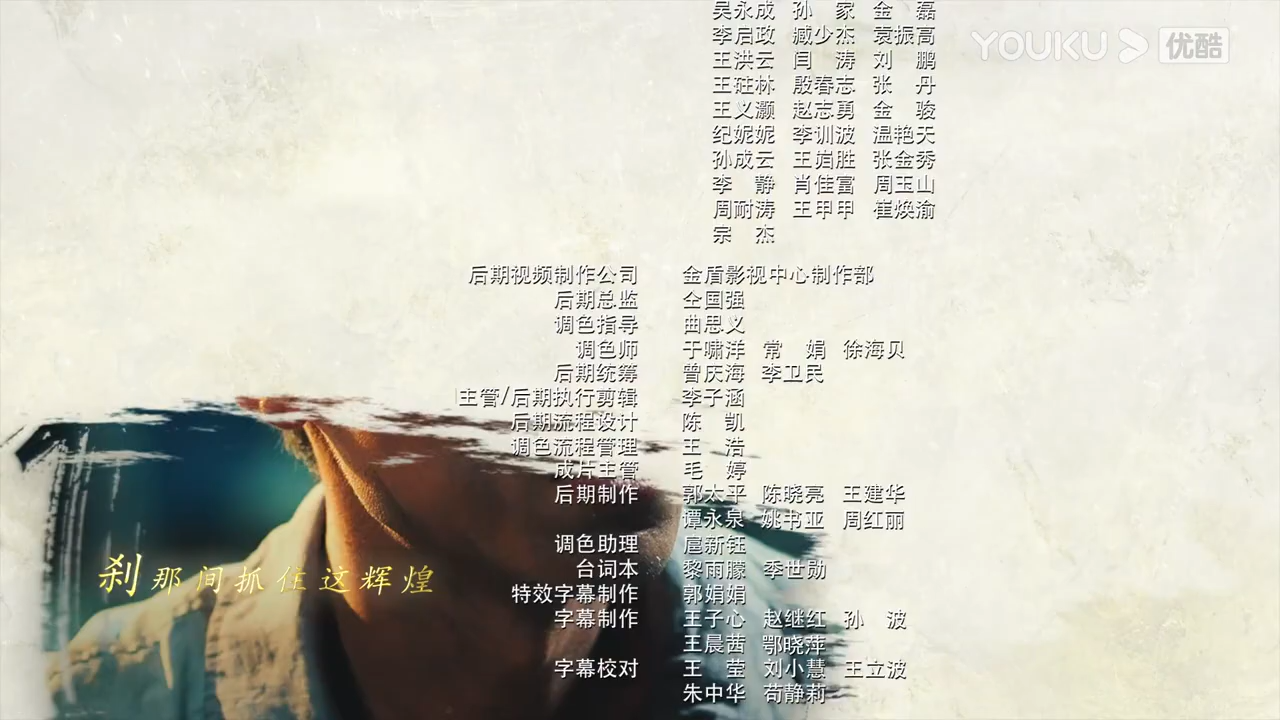 吴永成 孙 家 金 磊
YOUKU 优酷
李启政 臧少杰 袁振高
王洪云 闫 涛 刘 鹏
王砫林 殷春志 张 丹
王义灏 赵志勇 金 骏
纪妮妮 李训波 温艳天
孙成云 王旭胜 张金秀
李 静 肖佳富 周玉山
周耐涛 王甲甲 崔焕渝
宗 杰
后期视频制作公司 金盾影视中心制作部
后期总监 全国强
调色指导 曲思义
调色师 于啸洋 常 娟 徐海贝
后期统筹 曾庆海 李卫民
主管/后期执行剪辑 李子涵
后期流程设计 陈 凯
调色流程管理 王 浩
成片主管 毛 婷
后期制作 郭太平 陈晓亮 王建华
谭永泉 姚书亚 周红丽
调色助理 扈新钰
台词本 黎雨朦 季世勋
刹那间抓住这辉煌
特效字幕制作 郭娟娟
字幕制作 王子心 赵继红 孙 波
王晨茜 鄂晓萍
字幕校对 王 莹 刘小慧 王立波
朱中华 苟静莉